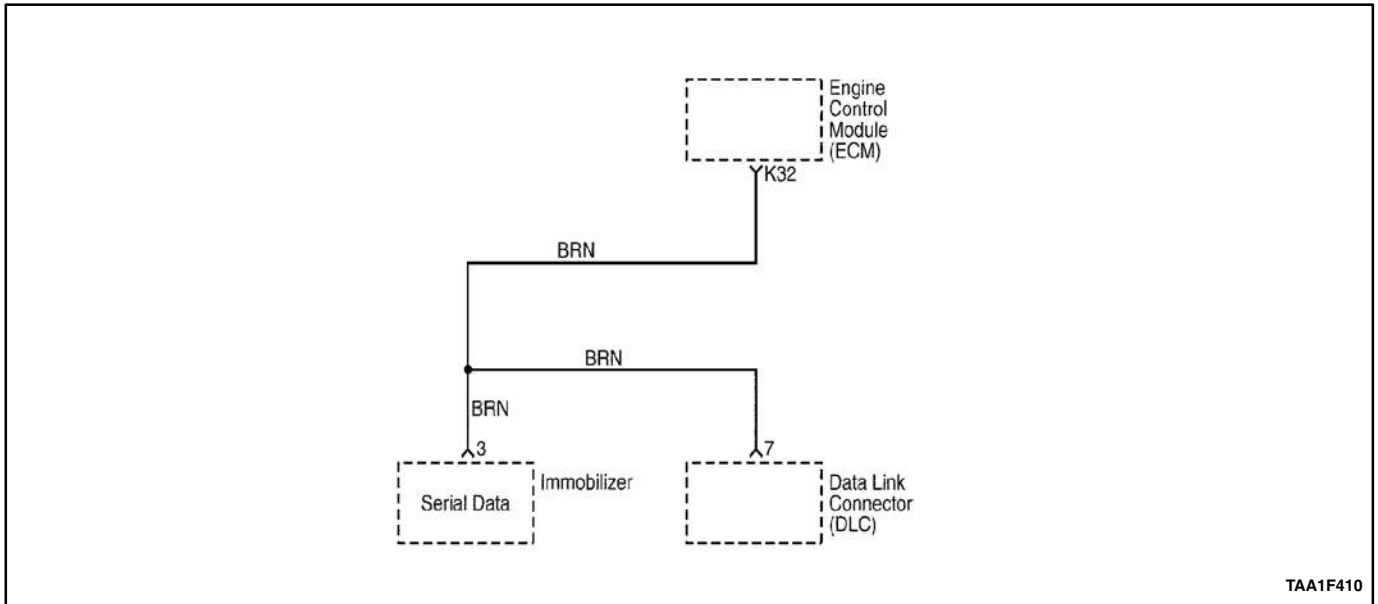 Engine
Control
Module
(ECM)
K32
BRN
BRN
BRN
3
7
Serial Data
Immobilizer
Data Link
Connector
(DLC)
TAA1F410